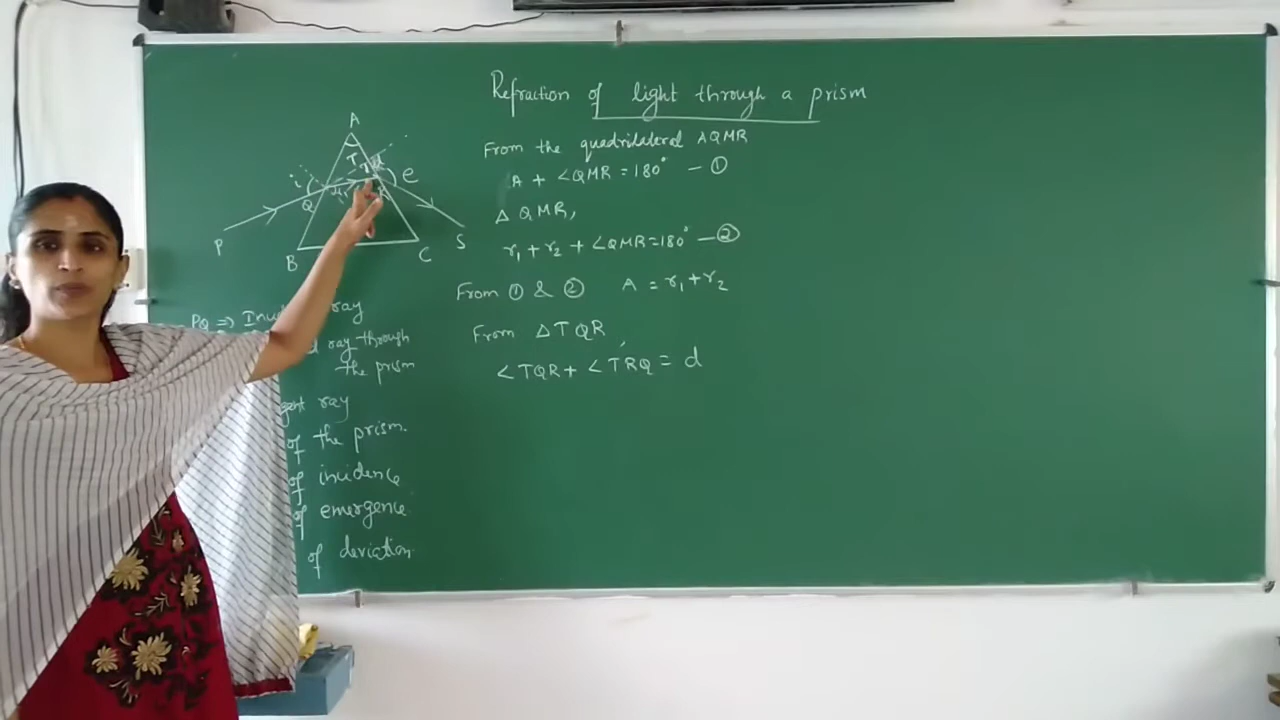 Refraction of light through a prism
From the quadrilateral AQMR
A + ∠QMR = 180° — ①
△ QMR,
r₁ + r₂ + ∠QMR = 180° — ②
From ① & ② A = r₁ + r₂
From △TQR,
∠TQR + ∠TRQ = d
A
T
i
e
Q
r₁
P
S
B
C
PQ ⇒ ray
ray through
the prism
ray
of the prism.
of incidence
of emergence
of deviation